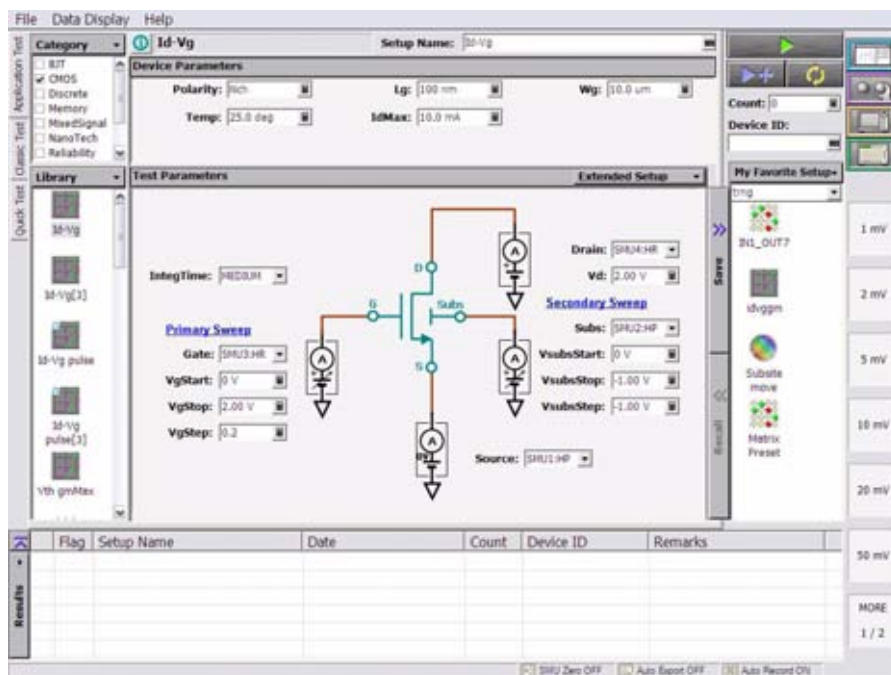 File Data Display Help
Application Test
Classic Test
Quick Test
Category
BJT
CMOS
Discrete
Memory
MixedSignal
NanoTech
Reliability
Library
Id-Vg
Id-Vg[3]
Id-Vg pulse
Id-Vg
pulse[3]
Vth gmMax
Id-Vg
Setup Name: Id-Vg
Device Parameters
Polarity: Nch
Lg: 100 nm
Wg: 10.0 um
Temp: 25.0 deg
IdMax: 10.0 mA
Test Parameters
Extended Setup
IntegTime: MEDIUM
Primary Sweep
Gate: SMU3:HR
VgStart: 0 V
VgStop: 2.00 V
VgStep: 0.2
D
G
Subs
S
A
A
A
A
Drain: SMU4:HR
Vd: 2.00 V
Secondary Sweep
Subs: SMU2:HP
VsubsStart: 0 V
VsubsStop: -1.00 V
VsubsStep: -1.00 V
Source: SMU1:HP
Save
Recall
Count: 0
Device ID:
My Favorite Setup
tmg
IN1_OUT7
idvggm
Subsite
move
Matrix
Preset
1 mV
2 mV
5 mV
10 mV
20 mV
50 mV
MORE
1 / 2
Results
Flag Setup Name Date Count Device ID Remarks
SMU Zero OFF Auto Export OFF Auto Record ON